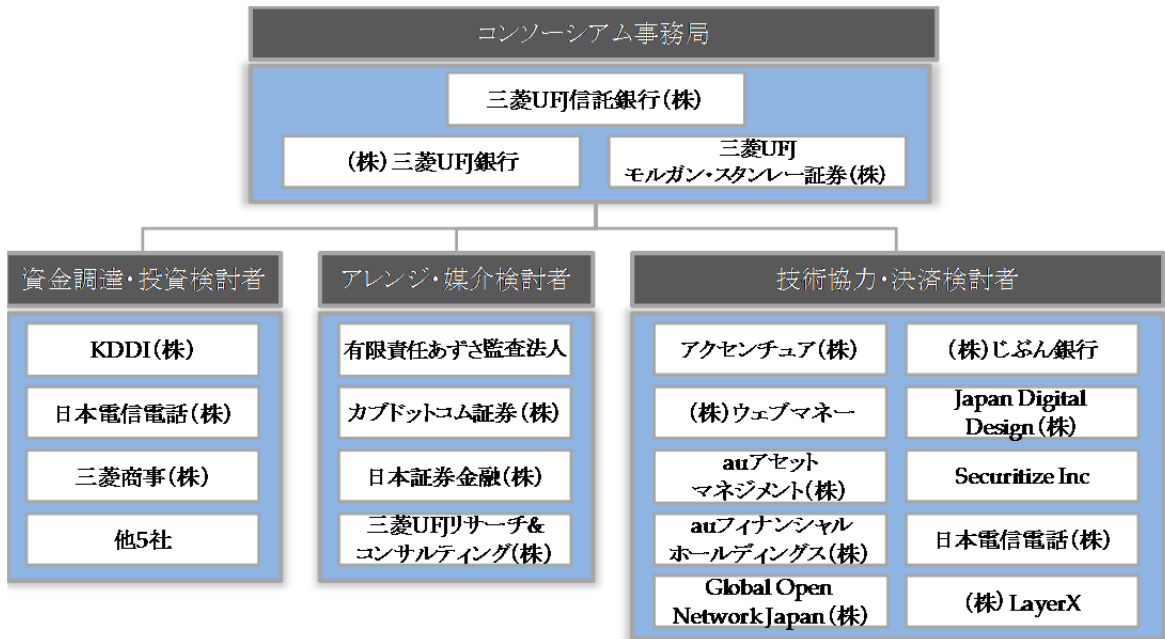 コンソーシアム事務局
三菱UFJ信託銀行(株)
(株)三菱UFJ銀行
三菱UFJ
モルガン・スタンレー証券(株)
資金調達・投資検討者
KDDI(株)
日本電信電話(株)
三菱商事(株)
他5社
アレンジ・媒介検討者
有限責任あずさ監査法人
カブドットコム証券(株)
日本証券金融(株)
三菱UFJリサーチ&
コンサルティング(株)
技術協力・決済検討者
アクセンチュア(株)
(株)じぶん銀行
(株)ウェブマネー
Japan Digital
Design(株)
auアセット
マネジメント(株)
Securitize Inc
auフィナンシャル
ホールディングス(株)
日本電信電話(株)
Global Open
Network Japan(株)
(株) LayerX